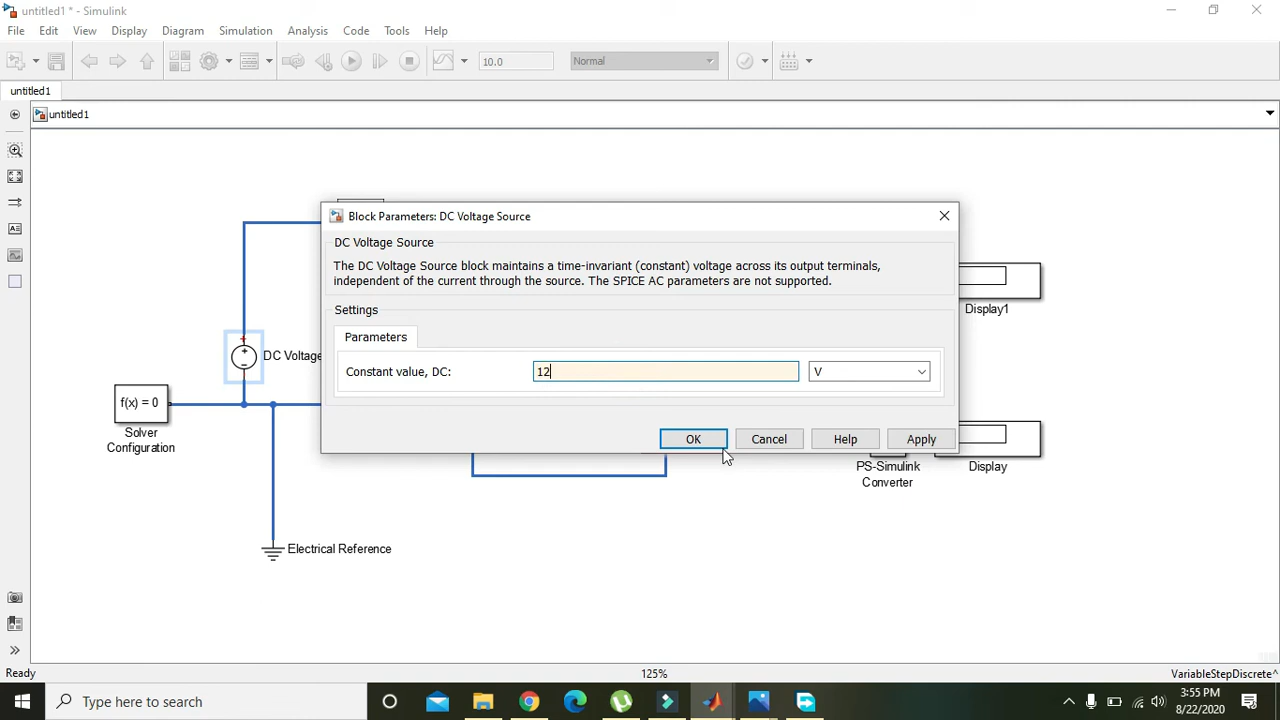 untitled1 * - Simulink
File Edit View Display Diagram Simulation Analysis Code Tools Help
10.0 Normal
untitled1
untitled1
Block Parameters: DC Voltage Source
DC Voltage Source
The DC Voltage Source block maintains a time-invariant (constant) voltage across its output terminals,
independent of the current through the source. The SPICE AC parameters are not supported.
Settings
Parameters
Constant value, DC: 12 V
OK Cancel Help Apply
DC Voltage
f(x) = 0
Solver
Configuration
Electrical Reference
Display1
PS-Simulink
Converter
Display
Ready 125% VariableStepDiscrete
Type here to search
3:55 PM
8/22/2020